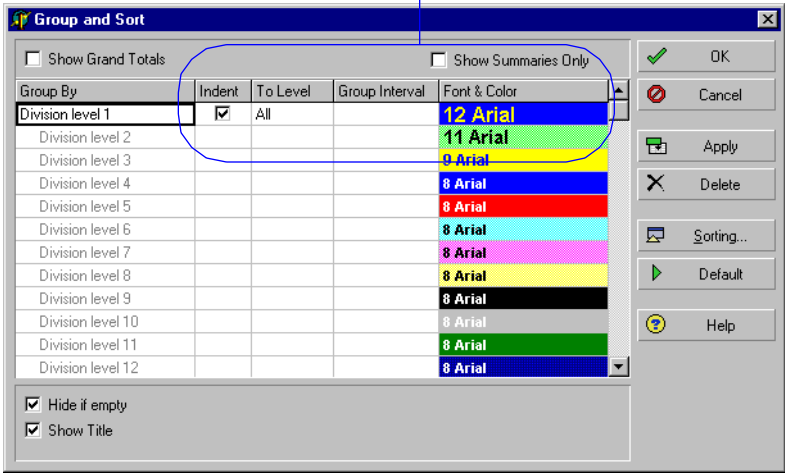 Group and Sort
Show Grand Totals
Show Summaries Only
Group By Indent To Level Group Interval Font & Color
Division level 1 All 12 Arial
Division level 2 11 Arial
Division level 3 9 Arial
Division level 4 8 Arial
Division level 5 8 Arial
Division level 6 8 Arial
Division level 7 8 Arial
Division level 8 8 Arial
Division level 9 8 Arial
Division level 10 8 Arial
Division level 11 8 Arial
Division level 12 8 Arial
Hide if empty
Show Title
OK
Cancel
Apply
Delete
Sorting...
Default
Help